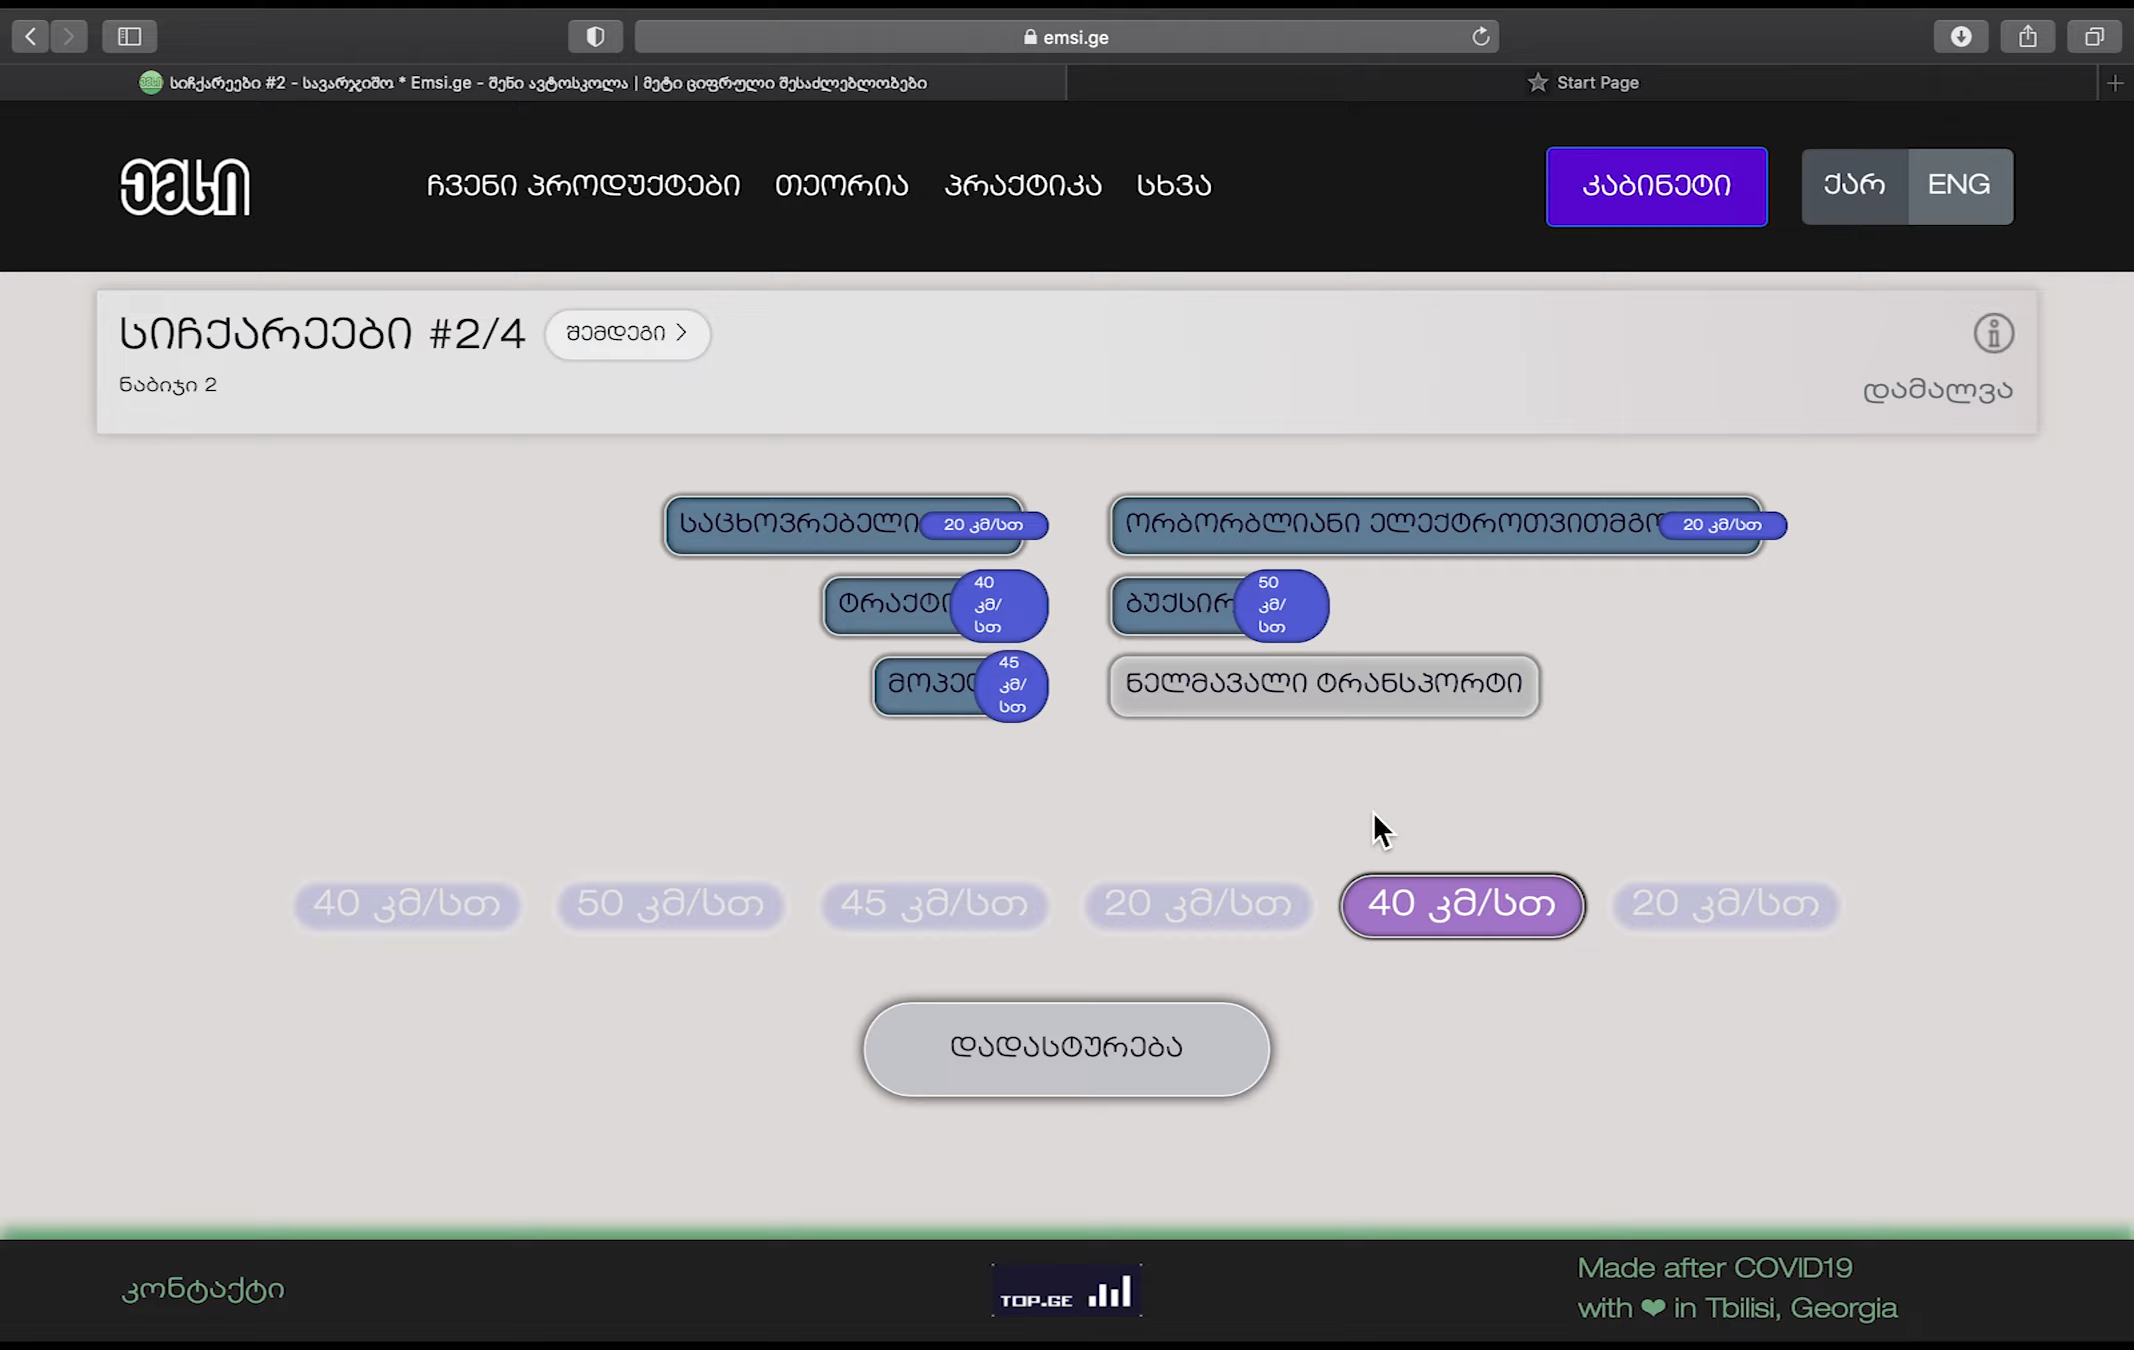 emsi.ge
სიჩქარეები #2 - სავარჯიშო * Emsi.ge - შენი ავტოსკოლა | მეტი ციფრული შესაძლებლობები
Start Page
ემსი
ჩვენი პროდუქტები თეორია პრაქტიკა სხვა
კაბინეტი
ქარ ENG
სიჩქარეები #2/4
შემდეგი >
ნაბიჯი 2
დამალვა
საცხოვრებელი 20 კმ/სთ
ორბორბლიანი 20 კმ/სთ
40 კმ/სთ
50 კმ/სთ
45 კმ/სთ
ნელმავალი ტრანსპორტი
40 კმ/სთ 50 კმ/სთ 45 კმ/სთ 20 კმ/სთ 40 კმ/სთ 20 კმ/სთ
დადასტურება
კონტაქტი
TOP.GE
Made after COVID19
with ❤ in Tbilisi, Georgia